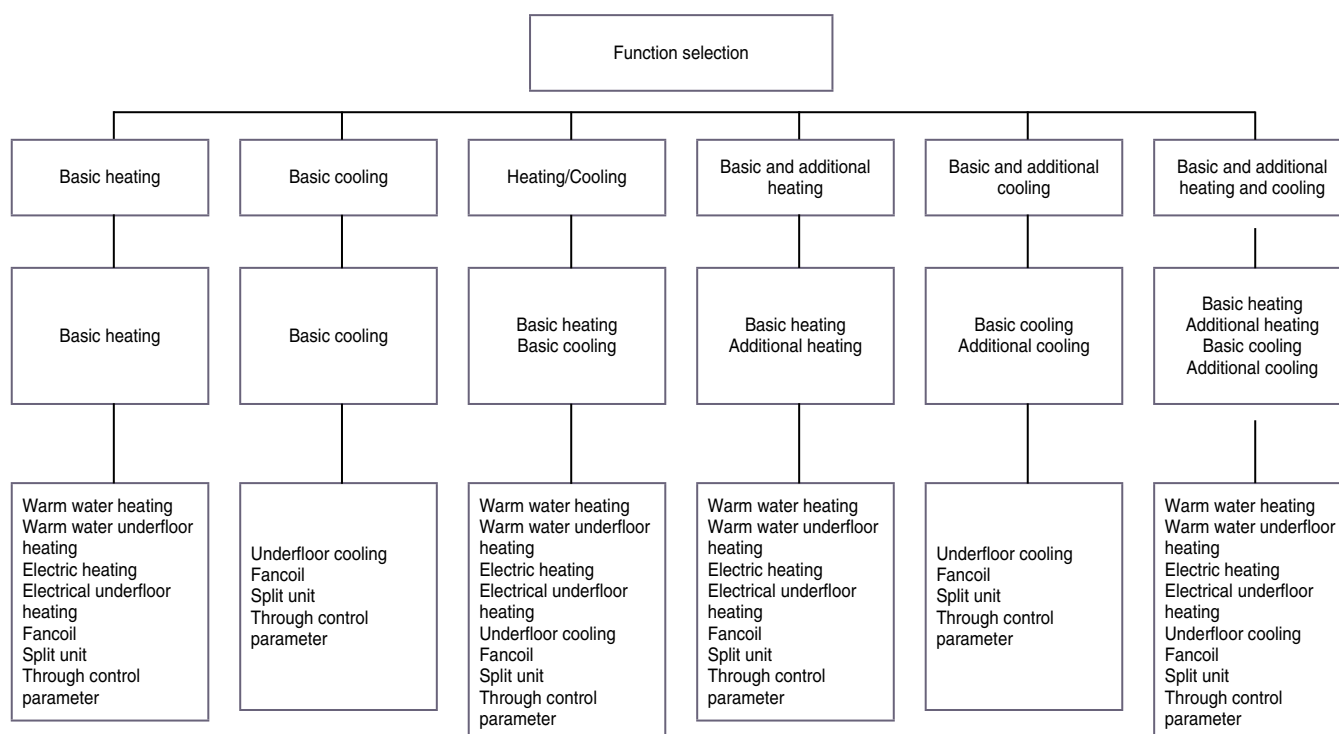 Function selection
Basic heating
Basic cooling
Heating/Cooling
Basic and additional
heating
Basic and additional
cooling
Basic and additional
heating and cooling
Basic heating
Basic cooling
Basic heating
Basic cooling
Basic heating
Additional heating
Basic cooling
Additional cooling
Basic heating
Additional heating
Basic cooling
Additional cooling
Warm water heating
Warm water underfloor
heating
Electric heating
Electrical underfloor
heating
Fancoil
Split unit
Through control
parameter
Underfloor cooling
Fancoil
Split unit
Through control
parameter
Warm water heating
Warm water underfloor
heating
Electric heating
Electrical underfloor
heating
Underfloor cooling
Fancoil
Split unit
Through control
parameter
Warm water heating
Warm water underfloor
heating
Electric heating
Electrical underfloor
heating
Fancoil
Split unit
Through control
parameter
Underfloor cooling
Fancoil
Split unit
Through control
parameter
Warm water heating
Warm water underfloor
heating
Electric heating
Electrical underfloor
heating
Underfloor cooling
Fancoil
Split unit
Through control
parameter